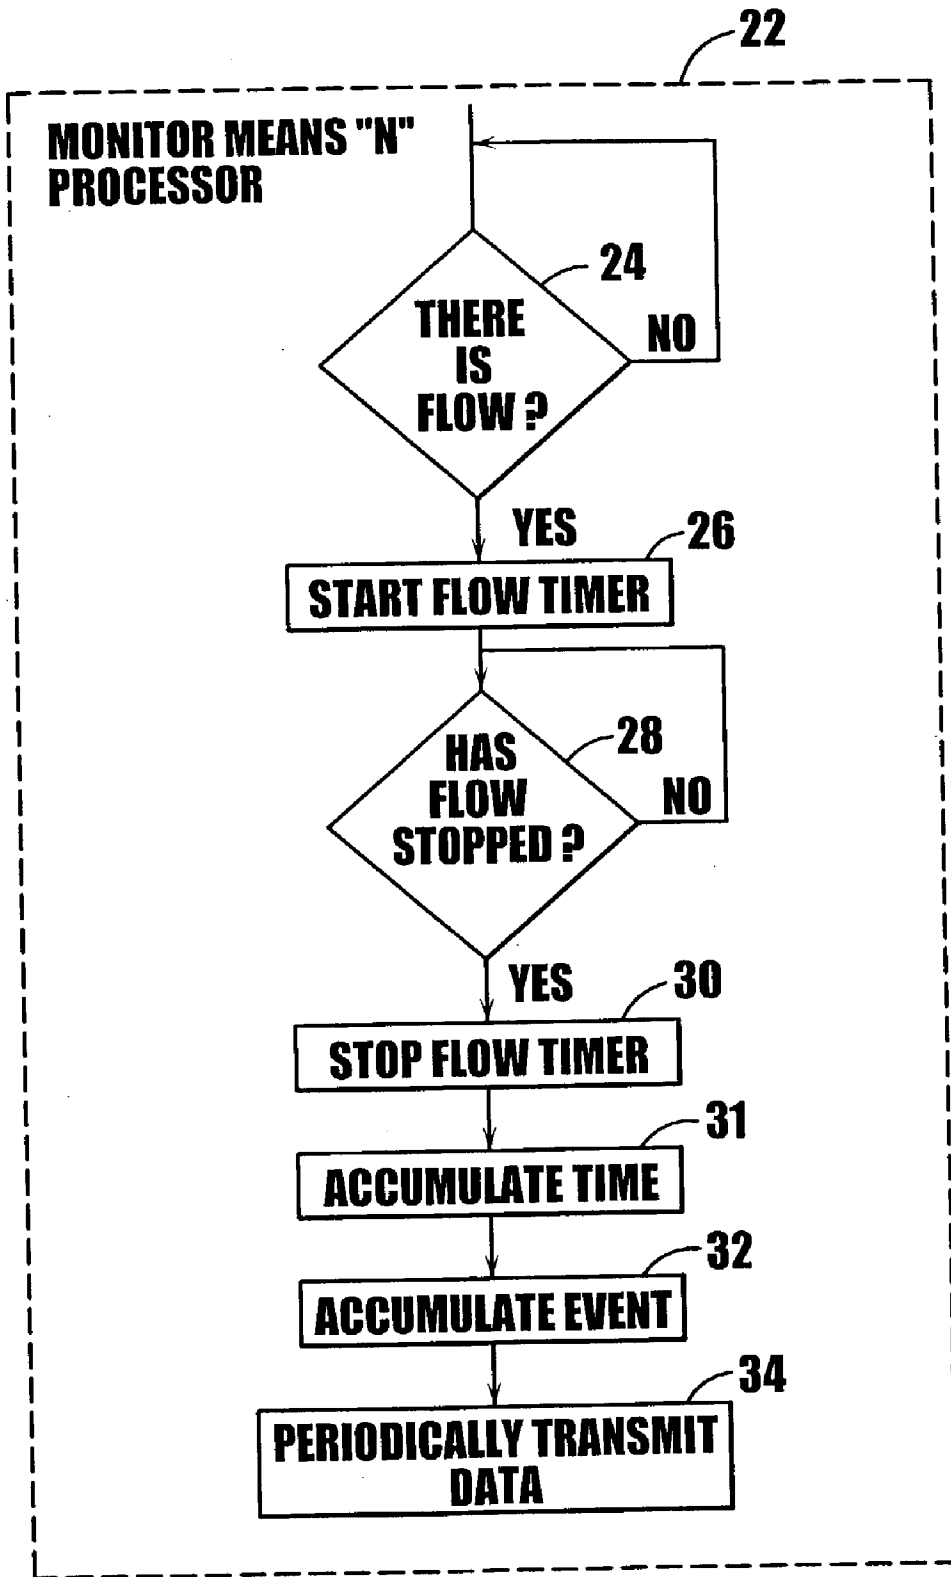 22
MONITOR MEANS "N"
PROCESSOR
24
THERE
IS
FLOW ?
NO
YES
26
START FLOW TIMER
28
HAS
FLOW
STOPPED ?
NO
YES
30
STOP FLOW TIMER
31
ACCUMULATE TIME
32
ACCUMULATE EVENT
34
PERIODICALLY TRANSMIT
DATA